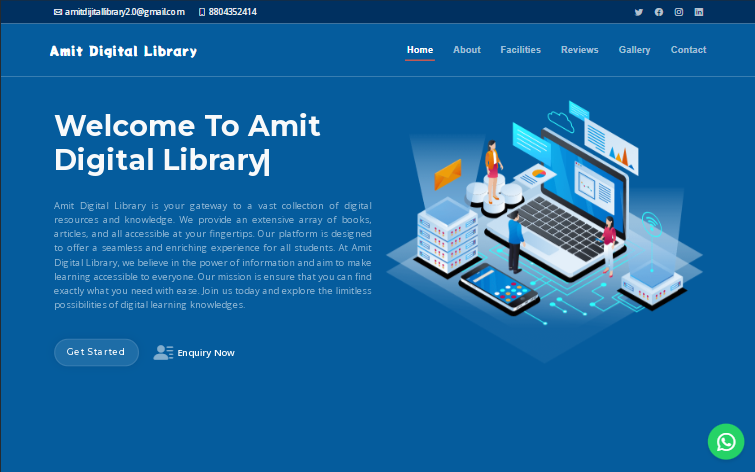 amitdijitallibrary2.0@gmail.com 8804352414
Amit Digital Library
Home About Facilities Reviews Gallery Contact
Welcome To Amit
Digital Library
Amit Digital Library is your gateway to a vast collection of digital
resources and knowledge. We provide an extensive array of books,
articles, and all accessible at your fingertips. Our platform is designed
to offer a seamless and enriching experience for all students. At Amit
Digital Library, we believe in the power of information and aim to make
learning accessible to everyone. Our mission is ensure that you can find
exactly what you need with ease. Join us today and explore the limitless
possibilities of digital learning knowledges.
Get Started Enquiry Now